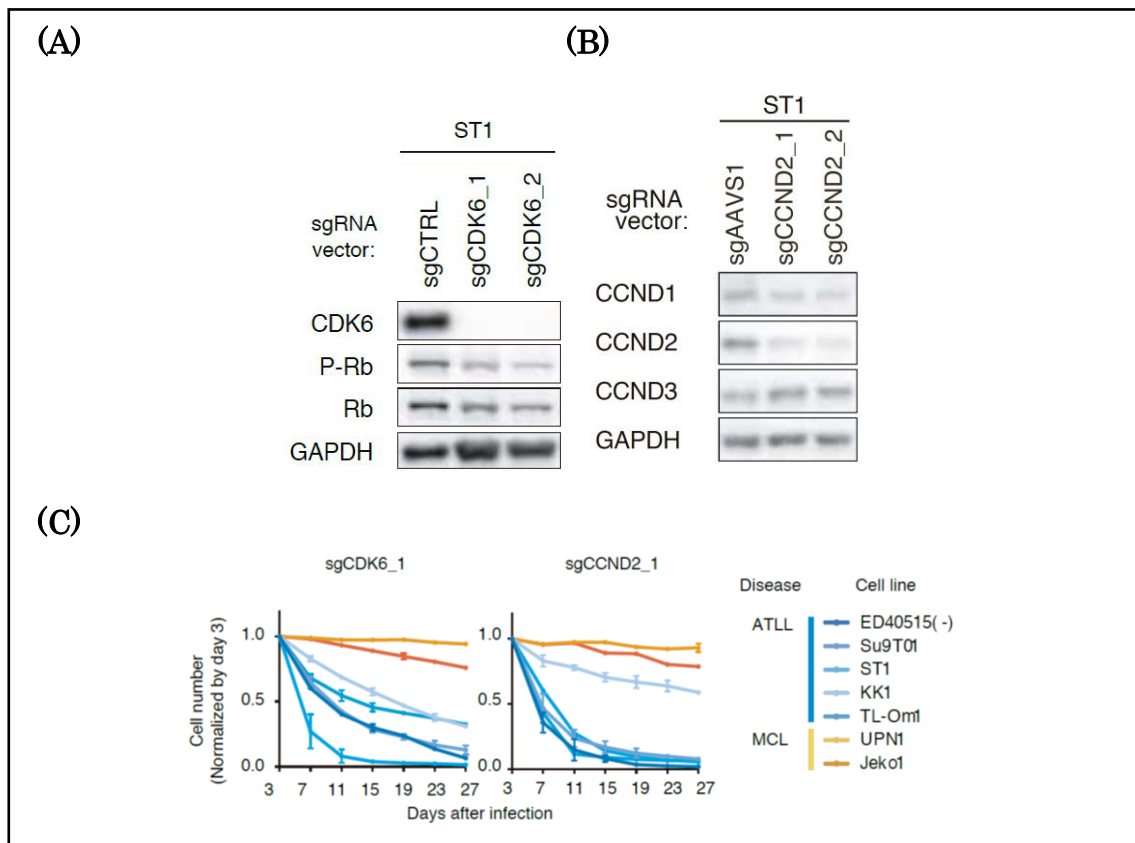 (A)
ST1
sgRNA
vector:
sgCTRL
sgCDK6_1
sgCDK6_2
CDK6
P-Rb
Rb
GAPDH
(B)
ST1
sgRNA
vector:
sgAAVS1
sgCCND2_1
sgCCND2_2
CCND1
CCND2
CCND3
GAPDH
(C)
sgCDK6_1
sgCCND2_1
Cell number
(Normalized by day 3)
1.0
0.5
0.0
3 7 11 15 19 23 27
1.0
0.5
0.0
3 7 11 15 19 23 27
Days after infection
Disease Cell line
ATLL
ED40515(-)
Su9T01
ST1
KK1
TL-Om1
MCL
UPN1
Jeko1